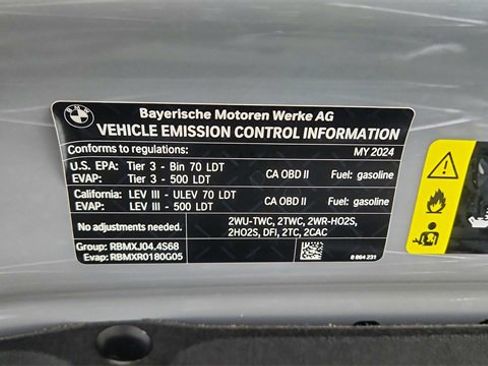 BMW
Bayerische Motoren Werke AG
VEHICLE EMISSION CONTROL INFORMATION
Conforms to regulations: MY 2024
U.S. EPA: Tier 3 - Bin 70 LDT CA OBD II Fuel: gasoline
EVAP: Tier 3 - 500 LDT
California: LEV III - ULEV 70 LDT CA OBD II Fuel: gasoline
EVAP: LEV III - 500 LDT
No adjustments needed. 2WU-TWC, 2TWC, 2WR-HO2S,
2HO2S, DFI, 2TC, 2CAC
Group: RBMXJ04.4S68
Evap: RBMXR0180G05 8 864 231